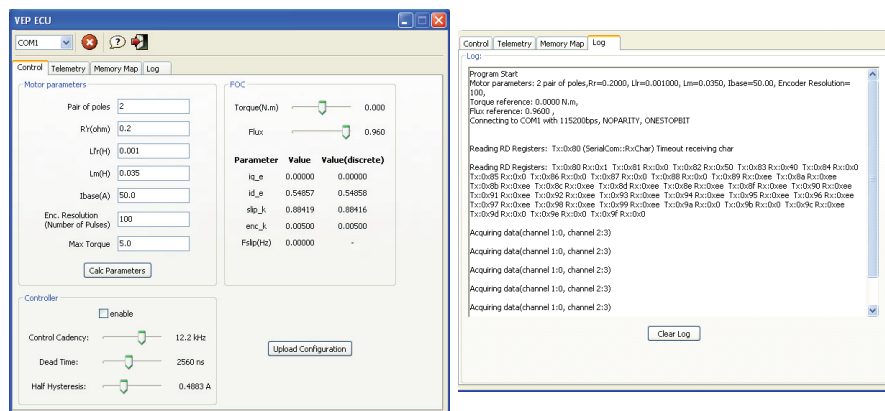 VEP ECU
COM1
Control Telemetry Memory Map Log
Motor parameters
Pair of poles 2
R'r(ohm) 0.2
L'lr(H) 0.001
Lm(H) 0.035
Ibase(A) 50.0
Enc. Resolution
(Number of Pulses) 100
Max Torque 5.0
Calc Parameters
FOC
Torque(N.m) 0.000
Flux 0.960
Parameter Value Value(discrete)
iq_e 0.00000 0.00000
id_e 0.54857 0.54858
slip_k 0.88419 0.88416
enc_k 0.00500 0.00500
Fslip(Hz) 0.00000 -
Controller
enable
Control Cadency: 12.2 kHz
Dead Time: 2560 ns
Half Hysteresis: 0.4883 A
Upload Configuration
Control Telemetry Memory Map Log
Log:
Program Start
Motor parameters: 2 pair of poles,Rr=0.2000, Llr=0.001000, Lm=0.0350, Ibase=50.00, Encoder Resolution=
100,
Torque reference: 0.0000 N.m,
Flux reference: 0.9600 ,
Connecting to COM1 with 115200bps, NOPARITY, ONESTOPBIT
Reading RD Registers: Tx:0x80 (SerialCom::RxChar) Timeout receiving char
Reading RD Registers: Tx:0x80 Rx:0x1 Tx:0x81 Rx:0x0 Tx:0x82 Rx:0x50 Tx:0x83 Rx:0x40 Tx:0x84 Rx:0x0
Tx:0x85 Rx:0x0 Tx:0x86 Rx:0x0 Tx:0x87 Rx:0x0 Tx:0x88 Rx:0x0 Tx:0x89 Rx:0xee Tx:0x8a Rx:0xee
Tx:0x8b Rx:0xee Tx:0x8c Rx:0xee Tx:0x8d Rx:0xee Tx:0x8e Rx:0xee Tx:0x8f Rx:0xee Tx:0x90 Rx:0xee
Tx:0x91 Rx:0xee Tx:0x92 Rx:0xee Tx:0x93 Rx:0xee Tx:0x94 Rx:0xee Tx:0x95 Rx:0xee Tx:0x96 Rx:0xee
Tx:0x97 Rx:0xee Tx:0x98 Rx:0xee Tx:0x99 Rx:0xee Tx:0x9a Rx:0x0 Tx:0x9b Rx:0x0 Tx:0x9c Rx:0xee
Tx:0x9d Rx:0x0 Tx:0x9e Rx:0x0 Tx:0x9f Rx:0x0
Acquiring data(channel 1:0, channel 2:3)
Acquiring data(channel 1:0, channel 2:3)
Acquiring data(channel 1:0, channel 2:3)
Acquiring data(channel 1:0, channel 2:3)
Acquiring data(channel 1:0, channel 2:3)
Clear Log